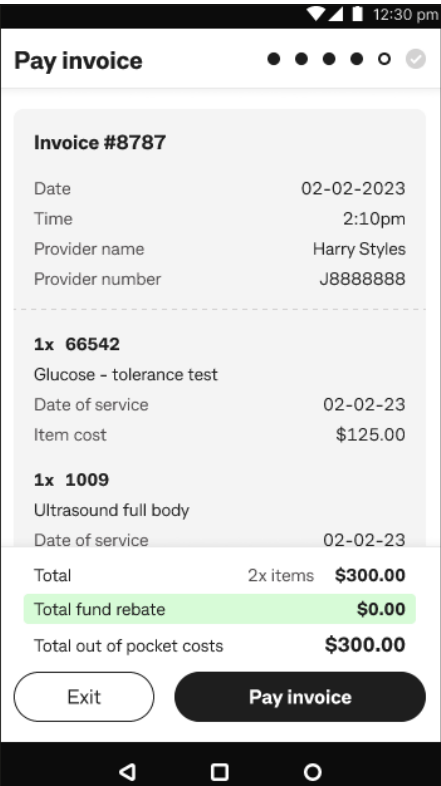 12:30 pm
Pay invoice
Invoice #8787
Date 02-02-2023
Time 2:10pm
Provider name Harry Styles
Provider number J8888888
1x 66542
Glucose - tolerance test
Date of service 02-02-23
Item cost $125.00
1x 1009
Ultrasound full body
Date of service 02-02-23
Total 2x items $300.00
Total fund rebate $0.00
Total out of pocket costs $300.00
Exit Pay invoice